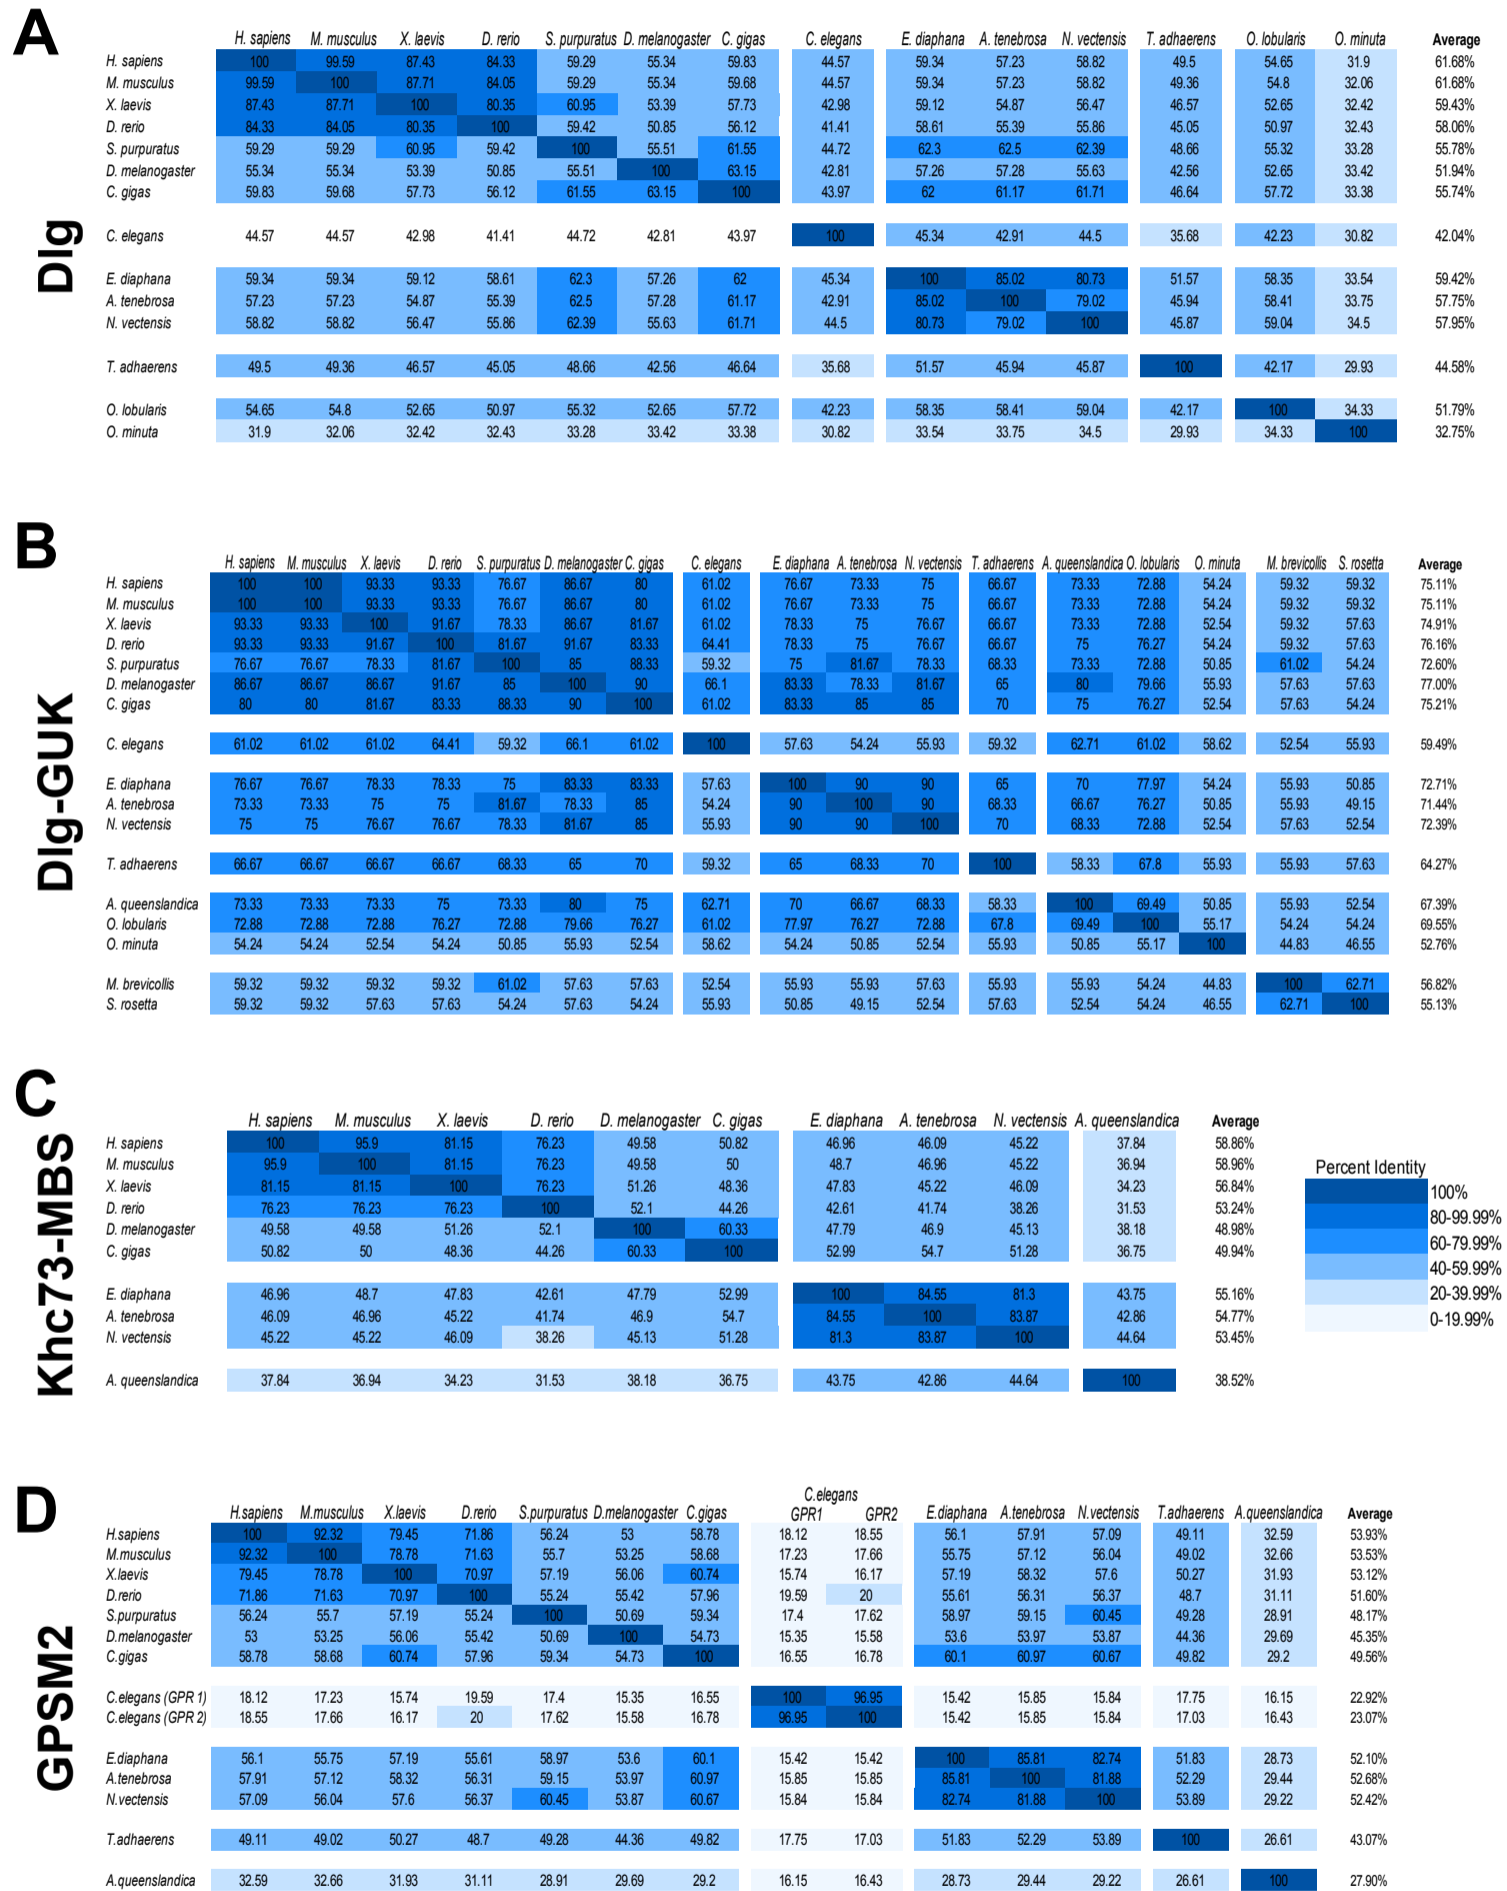 A
H. sapiens M. musculus X. laevis D. rerio S. purpuratus D. melanogaster C. gigas C. elegans E. diaphana A. tenebrosa N. vectensis T. adhaerens O. lobularis O. minuta Average
H. sapiens 100 99.59 87.43 84.33 59.29 55.34 59.83 44.57 59.34 57.23 58.82 49.5 54.65 31.9 61.68%
M. musculus 99.59 100 87.71 84.05 59.29 55.34 59.68 44.57 59.34 57.23 58.82 49.36 54.8 32.06 61.68%
X. laevis 87.43 87.71 100 80.35 60.95 53.39 57.73 42.98 59.12 54.87 56.47 46.57 52.65 32.42 59.43%
D. rerio 84.33 84.05 80.35 100 59.42 50.85 56.12 41.41 58.61 55.39 55.86 45.05 50.97 32.43 58.06%
S. purpuratus 59.29 59.29 60.95 59.42 100 55.51 61.55 44.72 62.3 62.5 62.39 48.66 55.32 33.28 55.78%
D. melanogaster 55.34 55.34 53.39 50.85 55.51 100 63.15 42.81 57.26 57.28 55.63 42.56 52.65 33.42 51.94%
C. gigas 59.83 59.68 57.73 56.12 61.55 63.15 100 43.97 62 61.17 61.71 46.64 57.72 33.38 55.74%
Dlg
C. elegans 44.57 44.57 42.98 41.41 44.72 42.81 43.97 100 45.34 42.91 44.5 35.68 42.23 30.82 42.04%
E. diaphana 59.34 59.34 59.12 58.61 62.3 57.26 62 45.34 100 85.02 80.73 51.57 58.35 33.54 59.42%
A. tenebrosa 57.23 57.23 54.87 55.39 62.5 57.28 61.17 42.91 85.02 100 79.02 45.94 58.41 33.75 57.75%
N. vectensis 58.82 58.82 56.47 55.86 62.39 55.63 61.71 44.5 80.73 79.02 100 45.87 59.04 34.5 57.95%
T. adhaerens 49.5 49.36 46.57 45.05 48.66 42.56 46.64 35.68 51.57 45.94 45.87 100 42.17 29.93 44.58%
O. lobularis 54.65 54.8 52.65 50.97 55.32 52.65 57.72 42.23 58.35 58.41 59.04 42.17 100 34.33 51.79%
O. minuta 31.9 32.06 32.42 32.43 33.28 33.42 33.38 30.82 33.54 33.75 34.5 29.93 34.33 100 32.75%
B
H. sapiens M. musculus X. laevis D. rerio S. purpuratus D. melanogaster C. gigas C. elegans E. diaphana A. tenebrosa N. vectensis T. adhaerens A. queenslandica O. lobularis O. minuta M. brevicollis S. rosetta Average
H. sapiens 100 100 93.33 93.33 76.67 86.67 80 61.02 76.67 73.33 75 66.67 73.33 72.88 54.24 59.32 59.32 75.11%
M. musculus 100 100 93.33 93.33 76.67 86.67 80 61.02 76.67 73.33 75 66.67 73.33 72.88 54.24 59.32 59.32 75.11%
X. laevis 93.33 93.33 100 91.67 78.33 86.67 81.67 61.02 78.33 75 76.67 66.67 73.33 72.88 52.54 59.32 57.63 74.91%
D. rerio 93.33 93.33 91.67 100 81.67 91.67 83.33 64.41 78.33 75 76.67 66.67 75 76.27 54.24 59.32 57.63 76.16%
S. purpuratus 76.67 76.67 78.33 81.67 100 85 88.33 59.32 75 81.67 78.33 68.33 73.33 72.88 50.85 61.02 54.24 72.60%
D. melanogaster 86.67 86.67 86.67 91.67 85 100 90 66.1 83.33 78.33 81.67 65 80 79.66 55.93 57.63 57.63 77.00%
C. gigas 80 80 81.67 83.33 88.33 90 100 61.02 83.33 85 85 70 75 76.27 52.54 57.63 54.24 75.21%
Dlg-GUK
C. elegans 61.02 61.02 61.02 64.41 59.32 66.1 61.02 100 57.63 54.24 55.93 59.32 62.71 61.02 58.62 52.54 55.93 59.49%
E. diaphana 76.67 76.67 78.33 78.33 75 83.33 83.33 57.63 100 90 90 65 70 77.97 54.24 55.93 50.85 72.71%
A. tenebrosa 73.33 73.33 75 75 81.67 78.33 85 54.24 90 100 90 68.33 66.67 76.27 50.85 55.93 49.15 71.44%
N. vectensis 75 75 76.67 76.67 78.33 81.67 85 55.93 90 90 100 70 68.33 72.88 52.54 57.63 52.54 72.39%
T. adhaerens 66.67 66.67 66.67 66.67 68.33 65 70 59.32 65 68.33 70 100 58.33 67.8 55.93 55.93 57.63 64.27%
A. queenslandica 73.33 73.33 73.33 75 73.33 80 75 62.71 70 66.67 68.33 58.33 100 69.49 50.85 55.93 52.54 67.39%
O. lobularis 72.88 72.88 72.88 76.27 72.88 79.66 76.27 61.02 77.97 76.27 72.88 67.8 69.49 100 55.17 54.24 54.24 69.55%
O. minuta 54.24 54.24 52.54 54.24 50.85 55.93 52.54 58.62 54.24 50.85 52.54 55.93 50.85 55.17 100 44.83 46.55 52.76%
M. brevicollis 59.32 59.32 59.32 59.32 61.02 57.63 57.63 52.54 55.93 55.93 57.63 55.93 55.93 54.24 44.83 100 62.71 56.82%
S. rosetta 59.32 59.32 57.63 57.63 54.24 57.63 54.24 55.93 50.85 49.15 52.54 57.63 52.54 54.24 46.55 62.71 100 55.13%
C
H. sapiens M. musculus X. laevis D. rerio D. melanogaster C. gigas E. diaphana A. tenebrosa N. vectensis A. queenslandica Average
H. sapiens 100 95.9 81.15 76.23 49.58 50.82 46.96 46.09 45.22 37.84 58.86%
M. musculus 95.9 100 81.15 76.23 49.58 50 48.7 46.96 45.22 36.94 58.96%
X. laevis 81.15 81.15 100 76.23 51.26 48.36 47.83 45.22 46.09 34.23 56.84%
D. rerio 76.23 76.23 76.23 100 52.1 44.26 42.61 41.74 38.26 31.53 53.24%
D. melanogaster 49.58 49.58 51.26 52.1 100 60.33 47.79 46.9 45.13 38.18 48.98%
C. gigas 50.82 50 48.36 44.26 60.33 100 52.99 54.7 51.28 36.75 49.94%
Khc73-MBS
E. diaphana 46.96 48.7 47.83 42.61 47.79 52.99 100 84.55 81.3 43.75 55.16%
A. tenebrosa 46.09 46.96 45.22 41.74 46.9 54.7 84.55 100 83.87 42.86 54.77%
N. vectensis 45.22 45.22 46.09 38.26 45.13 51.28 81.3 83.87 100 44.64 53.45%
A. queenslandica 37.84 36.94 34.23 31.53 38.18 36.75 43.75 42.86 44.64 100 38.52%
Percent Identity
100%
80-99.99%
60-79.99%
40-59.99%
20-39.99%
0-19.99%
D
C.elegans
H.sapiens M.musculus X.laevis D.rerio S.purpuratus D.melanogaster C.gigas GPR1 GPR2 E.diaphana A.tenebrosa N.vectensis T.adhaerens A.queenslandica Average
H.sapiens 100 92.32 79.45 71.86 56.24 53 58.78 18.12 18.55 56.1 57.91 57.09 49.11 32.59 53.93%
M.musculus 92.32 100 78.78 71.63 55.7 53.25 58.68 17.23 17.66 55.75 57.12 56.04 49.02 32.66 53.53%
X.laevis 79.45 78.78 100 70.97 57.19 56.06 60.74 15.74 16.17 57.19 58.32 57.6 50.27 31.93 53.12%
D.rerio 71.86 71.63 70.97 100 55.24 55.42 57.96 19.59 20 55.61 56.31 56.37 48.7 31.11 51.60%
S.purpuratus 56.24 55.7 57.19 55.24 100 50.69 59.34 17.4 17.62 58.97 59.15 60.45 49.28 28.91 48.17%
D.melanogaster 53 53.25 56.06 55.42 50.69 100 54.73 15.35 15.58 53.6 53.97 53.87 44.36 29.69 45.35%
C.gigas 58.78 58.68 60.74 57.96 59.34 54.73 100 16.55 16.78 60.1 60.97 60.67 49.82 29.2 49.56%
GPSM2
C.elegans (GPR 1) 18.12 17.23 15.74 19.59 17.4 15.35 16.55 100 96.95 15.42 15.85 15.84 17.75 16.15 22.92%
C.elegans (GPR 2) 18.55 17.66 16.17 20 17.62 15.58 16.78 96.95 100 15.42 15.85 15.84 17.03 16.43 23.07%
E.diaphana 56.1 55.75 57.19 55.61 58.97 53.6 60.1 15.42 15.42 100 85.81 82.74 51.83 28.73 52.10%
A.tenebrosa 57.91 57.12 58.32 56.31 59.15 53.97 60.97 15.85 15.85 85.81 100 81.88 52.29 29.44 52.68%
N.vectensis 57.09 56.04 57.6 56.37 60.45 53.87 60.67 15.84 15.84 82.74 81.88 100 53.89 29.22 52.42%
T.adhaerens 49.11 49.02 50.27 48.7 49.28 44.36 49.82 17.75 17.03 51.83 52.29 53.89 100 26.61 43.07%
A.queenslandica 32.59 32.66 31.93 31.11 28.91 29.69 29.2 16.15 16.43 28.73 29.44 29.22 26.61 100 27.90%